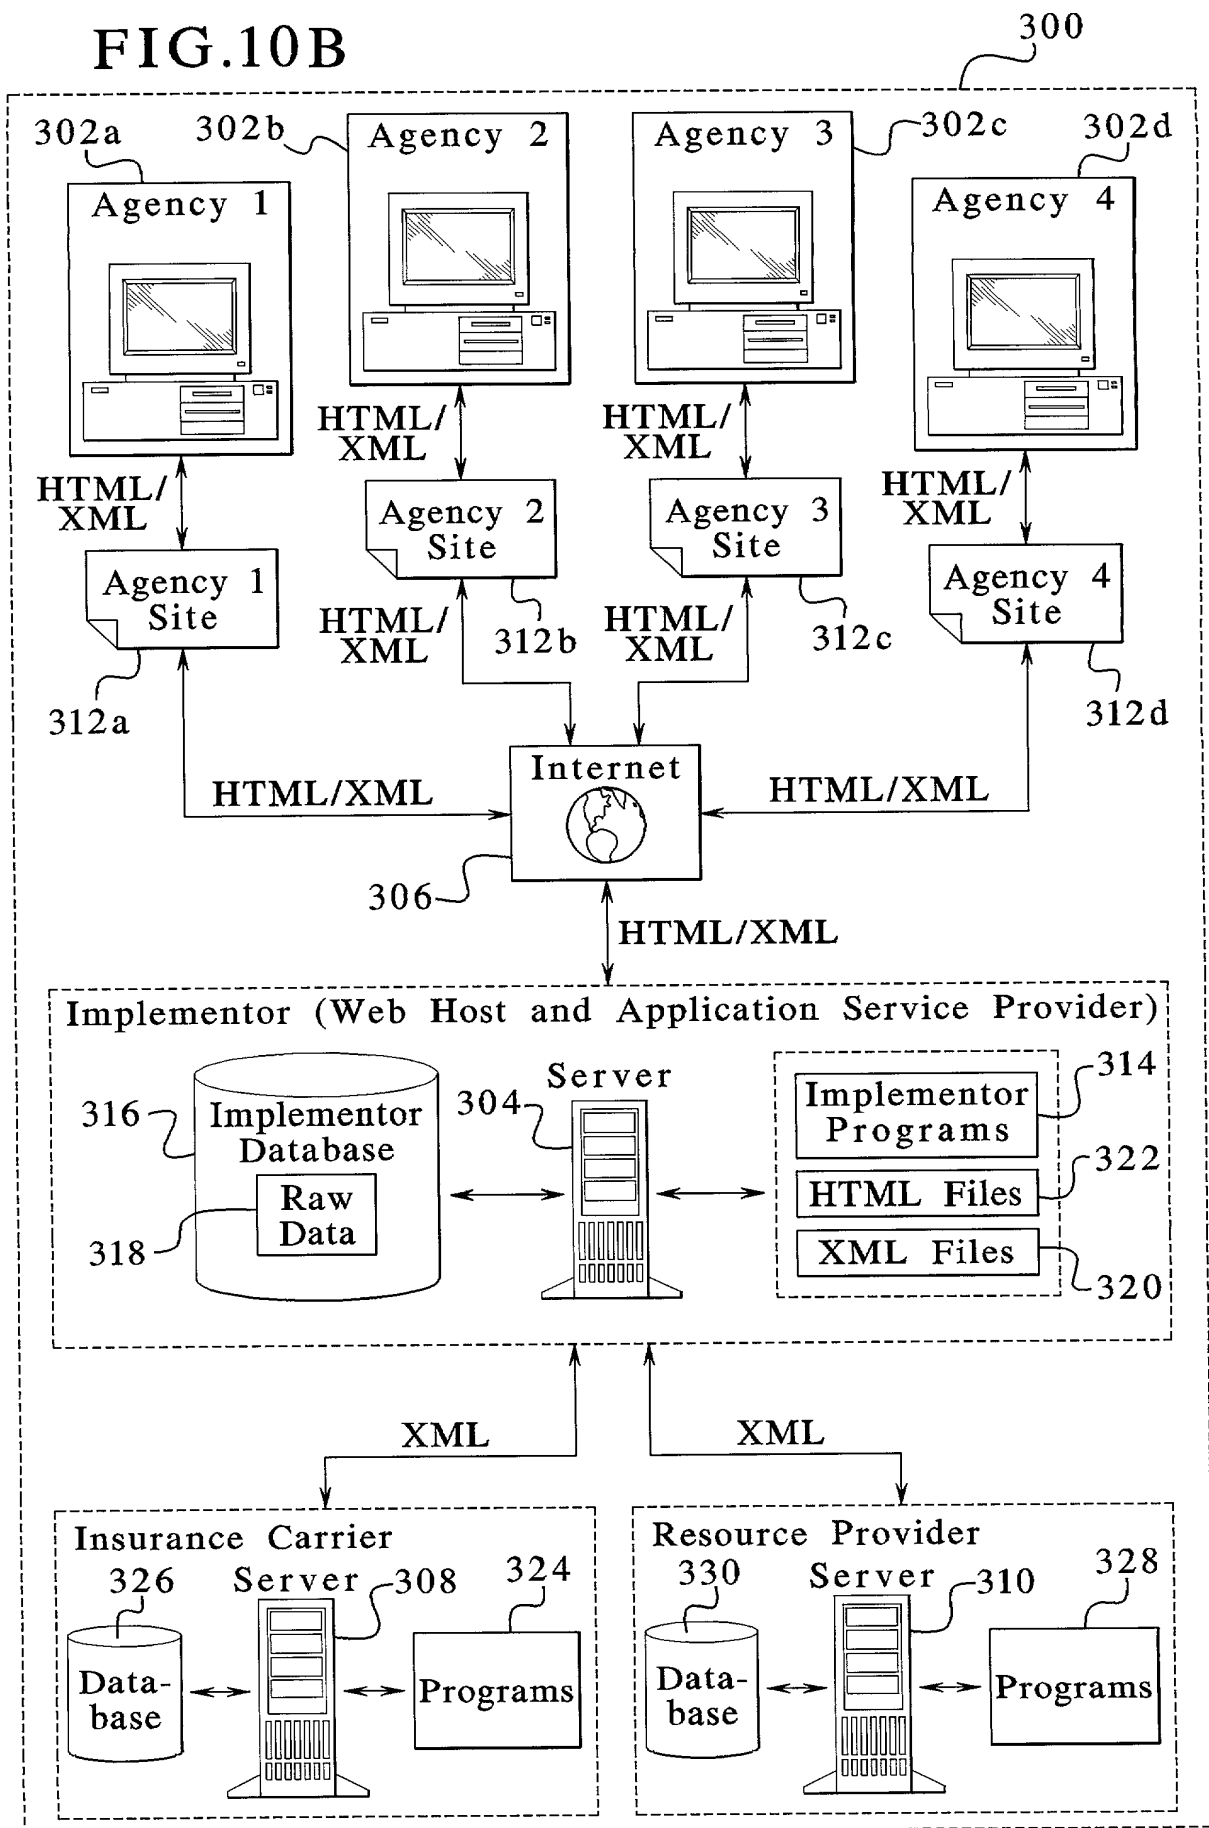 FIG.10B
300
302a
302b
302c
302d
Agency 1
Agency 2
Agency 3
Agency 4
HTML/
XML
HTML/
XML
HTML/
XML
HTML/
XML
Agency 1
Site
Agency 2
Site
Agency 3
Site
Agency 4
Site
312a
HTML/
XML
312b
HTML/
XML
312c
312d
HTML/XML
Internet
HTML/XML
306
HTML/XML
Implementor (Web Host and Application Service Provider)
316
Implementor
Database
318
Raw
Data
304
Server
Implementor
Programs
314
HTML Files
322
XML Files
320
XML
XML
Insurance Carrier
326
Server
308
324
Data-
base
Programs
Resource Provider
330
Server
310
328
Data-
base
Programs